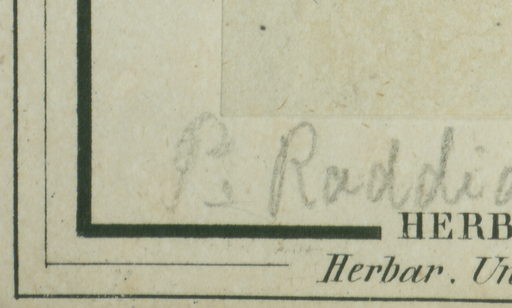 P. Raddia
HERB
Herbar. Un